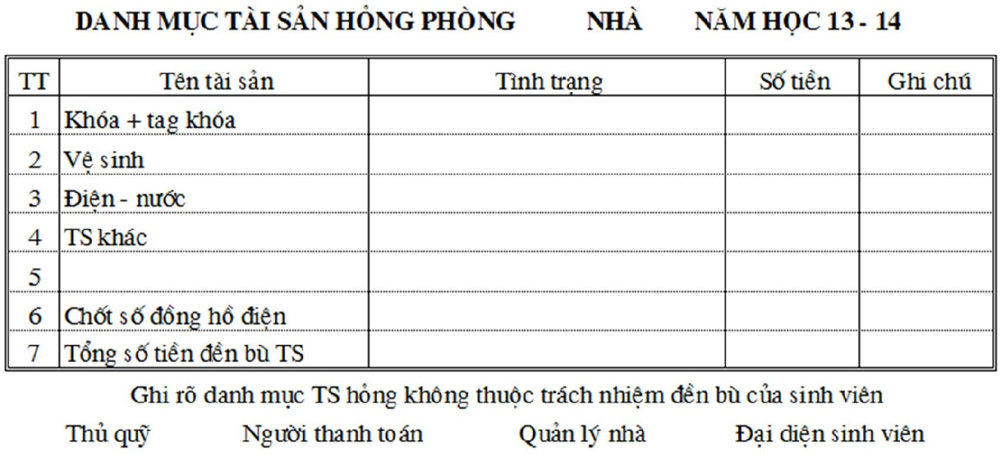 DANH MỤC TÀI SẢN HỎNG PHÒNG NHÀ NĂM HỌC 13 - 14
TT Tên tài sản Tình trạng Số tiền Ghi chú
1 Khóa + tag khóa
2 Vệ sinh
3 Điện - nước
4 TS khác
5
6 Chốt số đồng hồ điện
7 Tổng số tiền đền bù TS
Ghi rõ danh mục TS hỏng không thuộc trách nhiệm đền bù của sinh viên
Thủ quỹ Người thanh toán Quản lý nhà Đại diện sinh viên